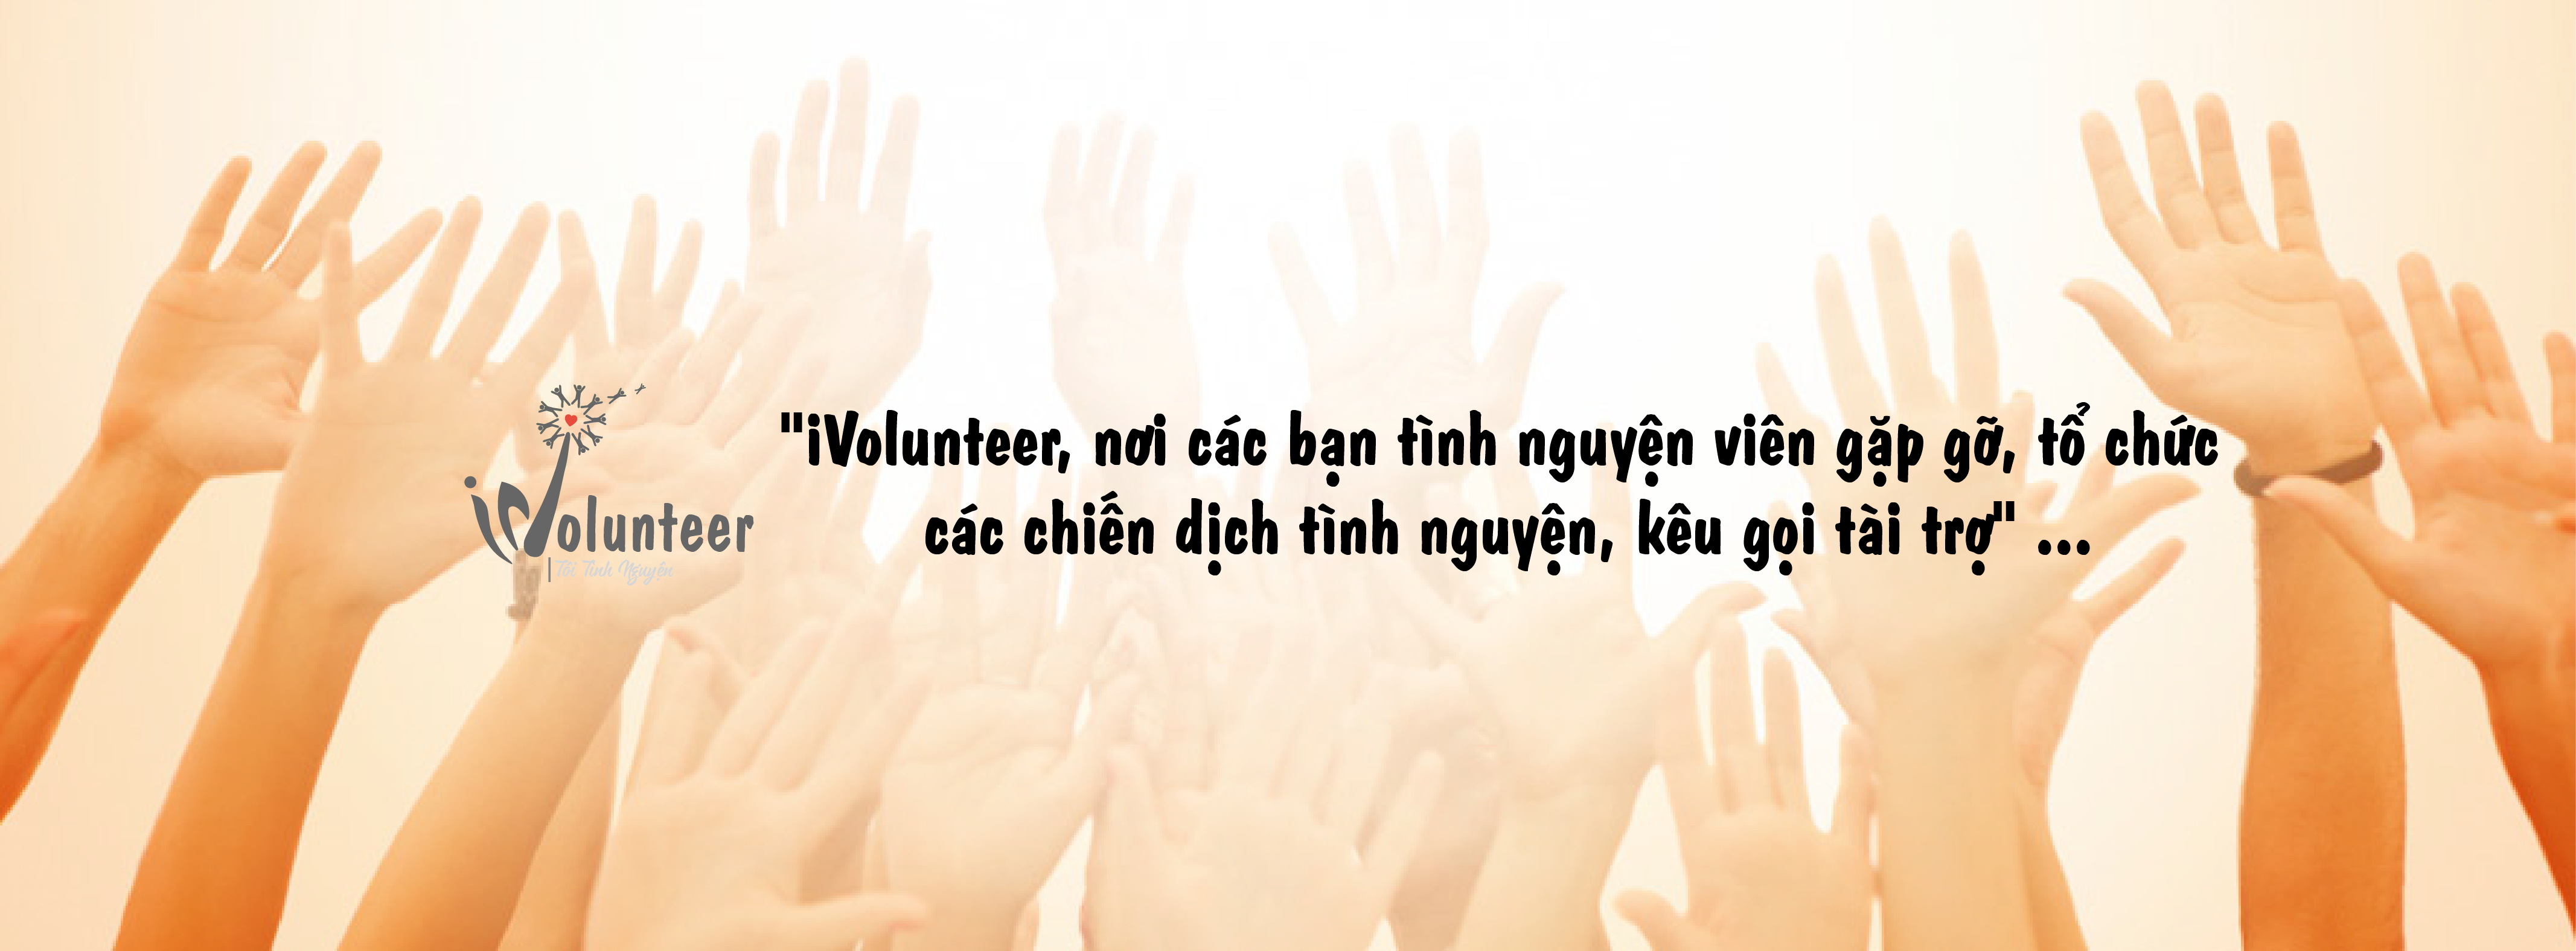 "iVolunteer, nơi các bạn tình nguyện viên gặp gỡ, tổ chức
các chiến dịch tình nguyện, kêu gọi tài trợ" ...
iVolunteer
Tôi Tình Nguyện